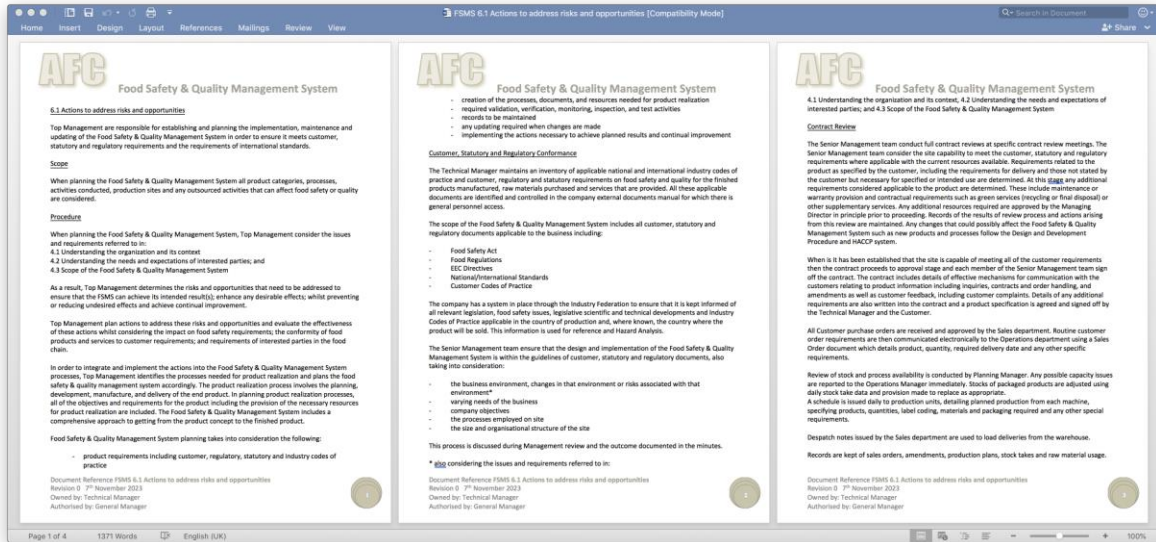 FSMS 6.1 Actions to address risks and opportunities [Compatibility Mode]
Search in Document
Home Insert Design Layout References Mailings Review View
Share
AFC
Food Safety & Quality Management System
6.1 Actions to address risks and opportunities
Top Management are responsible for establishing and planning the implementation, maintenance and
updating of the Food Safety & Quality Management System in order to ensure it meets customer,
statutory and regulatory requirements and the requirements of international standards.
Scope
When planning the Food Safety & Quality Management System all product categories, processes,
activities conducted, production sites and any outsourced activities that can affect food safety or quality
are considered.
Procedure
When planning the Food Safety & Quality Management System, Top Management consider the issues
and requirements referred to in:
4.1 Understanding the organization and its context
4.2 Understanding the needs and expectations of interested parties; and
4.3 Scope of the Food Safety & Quality Management System
As a result, Top Management determines the risks and opportunities that need to be addressed to
ensure that the FSMS can achieve its intended result(s); enhance any desirable effects; whilst preventing
or reducing undesired effects and achieve continual improvement.
Top Management plan actions to address these risks and opportunities and evaluate the effectiveness
of these actions whilst considering the impact on food safety requirements; the conformity of food
products and services to customer requirements; and requirements of interested parties in the food
chain.
In order to integrate and implement the actions into the Food Safety & Quality Management System
processes, Top Management identifies the processes needed for product realization and plans the food
safety & quality management system accordingly. The product realization process involves the planning,
development, manufacture, and delivery of the end product. In planning product realization processes,
all of the objectives and requirements for the product including the provision of the necessary resources
for product realization are included. The Food Safety & Quality Management System includes a
comprehensive approach to getting from the product concept to the finished product.
Food Safety & Quality Management System planning takes into consideration the following:
- product requirements including customer, regulatory, statutory and industry codes of
practice
Document Reference FSMS 6.1 Actions to address risks and opportunities
Revision 0 7th November 2023
Owned by: Technical Manager
Authorised by: General Manager
1
AFC
Food Safety & Quality Management System
- creation of the processes, documents, and resources needed for product realization
- required validation, verification, monitoring, inspection, and test activities
- records to be maintained
- any updating required when changes are made
- implementing the actions necessary to achieve planned results and continual improvement
Customer, Statutory and Regulatory Conformance
The Technical Manager maintains an inventory of applicable national and international industry codes of
practice and customer, regulatory and statutory requirements on food safety and quality for the finished
products manufactured, raw materials purchased and services that are provided. All these applicable
documents are identified and controlled in the company external documents manual for which there is
general personnel access.
The scope of the Food Safety & Quality Management System includes all customer, statutory and
regulatory documents applicable to the business including:
- Food Safety Act
- Food Regulations
- EEC Directives
- National/International Standards
- Customer Codes of Practice
The company has a system in place through the Industry Federation to ensure that it is kept informed of
all relevant legislation, food safety issues, legislative scientific and technical developments and Industry
Codes of Practice applicable in the country of production and, where known, the country where the
product will be sold. This information is used for reference and Hazard Analysis.
The Senior Management team ensure that the design and implementation of the Food Safety & Quality
Management System is within the guidelines of customer, statutory and regulatory documents, also
taking into consideration:
- the business environment, changes in that environment or risks associated with that
environment*
- varying needs of the business
- company objectives
- the processes employed on site
- the size and organisational structure of the site
This process is discussed during Management review and the outcome documented in the minutes.
* also considering the issues and requirements referred to in:
Document Reference FSMS 6.1 Actions to address risks and opportunities
Revision 0 7th November 2023
Owned by: Technical Manager
Authorised by: General Manager
2
AFC
Food Safety & Quality Management System
4.1 Understanding the organization and its context, 4.2 Understanding the needs and expectations of
interested parties; and 4.3 Scope of the Food Safety & Quality Management System
Contract Review
The Senior Management team conduct full contract reviews at specific contract review meetings. The
Senior Management team consider the site capability to meet the customer, statutory and regulatory
requirements where applicable with the current resources available. Requirements related to the
product as specified by the customer, including the requirements for delivery and those not stated by
the customer but necessary for specified or intended use are determined. At this stage any additional
requirements considered applicable to the product are determined. These include maintenance or
warranty provision and contractual requirements such as green services (recycling or final disposal) or
other supplementary services. Any additional resources required are approved by the Managing
Director in principle prior to proceeding. Records of the results of review process and actions arising
from this review are maintained. Any changes that could possibly affect the Food Safety & Quality
Management System such as new products and processes follow the Design and Development
Procedure and HACCP system.
When is it has been established that the site is capable of meeting all of the customer requirements
then the contract proceeds to approval stage and each member of the Senior Management team sign
off the contract. The contract includes details of effective mechanisms for communication with the
customers relating to product information including inquiries, contracts and order handling, and
amendments as well as customer feedback, including customer complaints. Details of any additional
requirements are also written into the contract and a product specification is agreed and signed off by
the Technical Manager and the Customer.
All Customer purchase orders are received and approved by the Sales department. Routine customer
order requirements are then communicated electronically to the Operations department using a Sales
Order document which details product, quantity, required delivery date and any other specific
requirements.
Review of stock and process availability is conducted by Planning Manager. Any possible capacity issues
are reported to the Operations Manager immediately. Stocks of packaged products are adjusted using
daily stock take data and provision made to replace as appropriate.
A schedule is issued daily to production units, detailing planned production from each machine,
specifying products, quantities, label coding, materials and packaging required and any other special
requirements.
Despatch notes issued by the Sales department are used to load deliveries from the warehouse.
Records are kept of sales orders, amendments, production plans, stock takes and raw material usage.
Document Reference FSMS 6.1 Actions to address risks and opportunities
Revision 0 7th November 2023
Owned by: Technical Manager
Authorised by: General Manager
3
Page 1 of 4 1371 Words English (UK) 100%